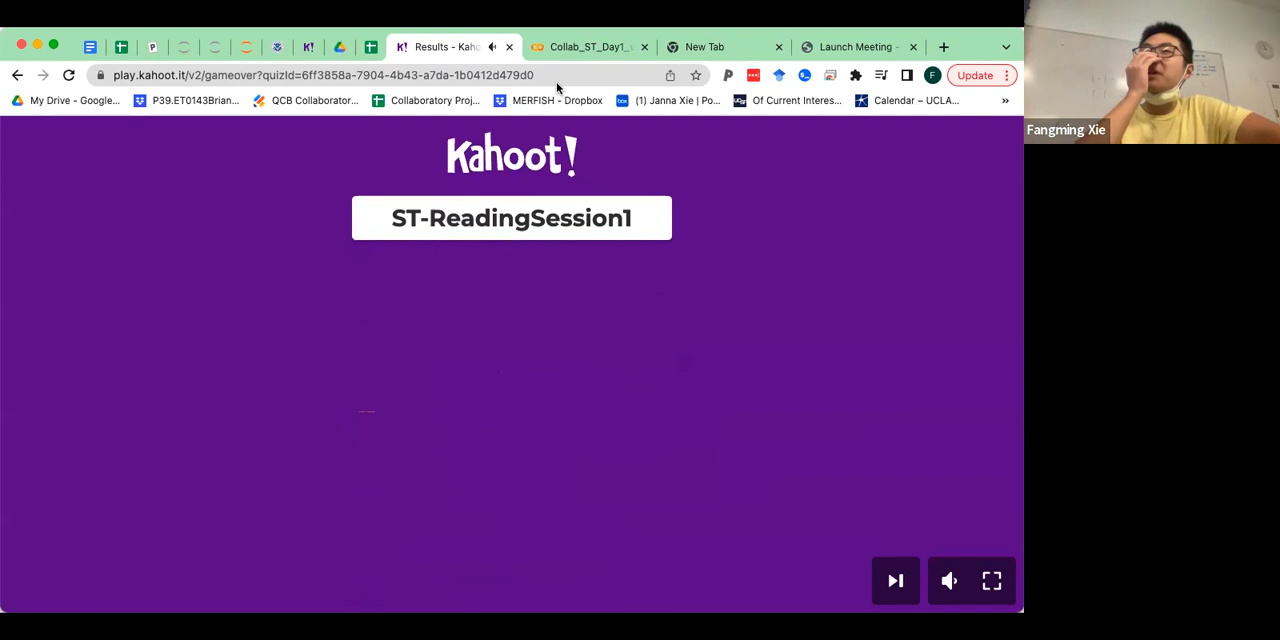 Results - Kaho
Collab_ST_Day1_
New Tab
Launch Meeting -
play.kahoot.it/v2/gameover?quizId=6ff3858a-7904-4b43-a7da-1b0412d479d0
F
Update
My Drive - Google...
P39.ET0143Brian...
QCB Collaborator...
Collaboratory Proj...
MERFISH - Dropbox
(1) Janna Xie | Po...
Of Current Interes...
Calendar – UCLA...
»
Kahoot!
ST-ReadingSession1
Fangming Xie